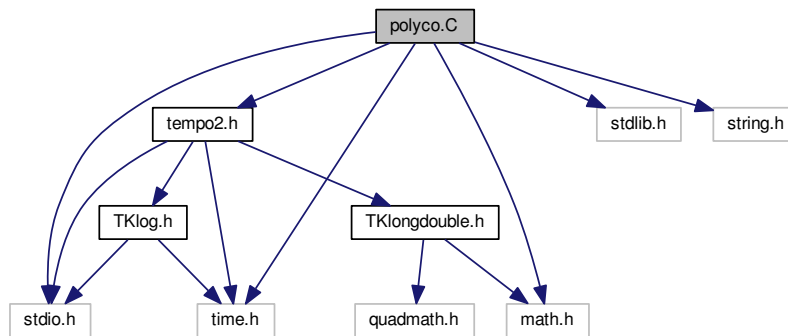 polyco.C
tempo2.h
stdlib.h
string.h
TKlog.h
TKlongdouble.h
stdio.h
time.h
quadmath.h
math.h